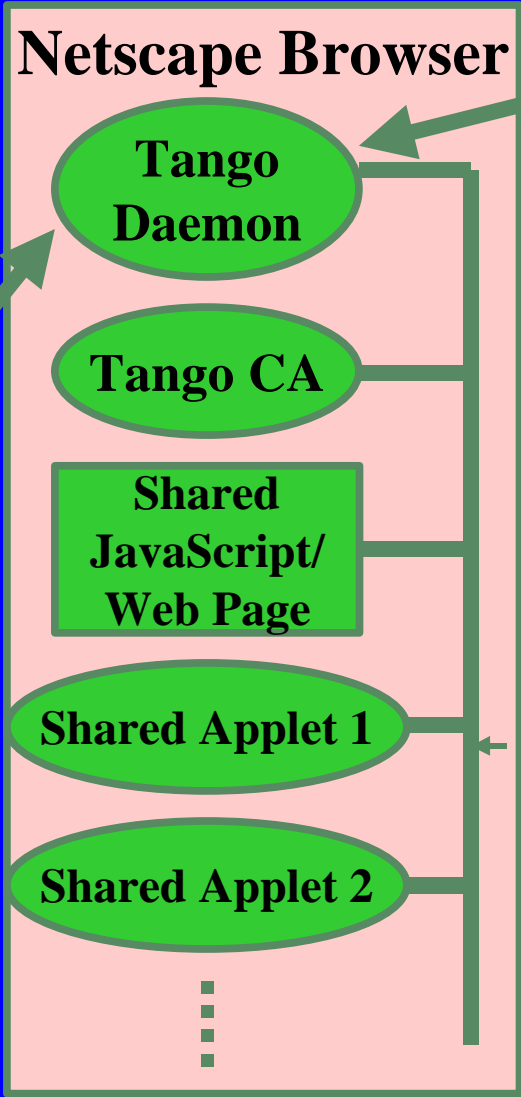 Netscape Browser
Tango
Daemon
Tango CA
Shared
JavaScript/
Web Page
Shared Applet 1
Shared Applet 2